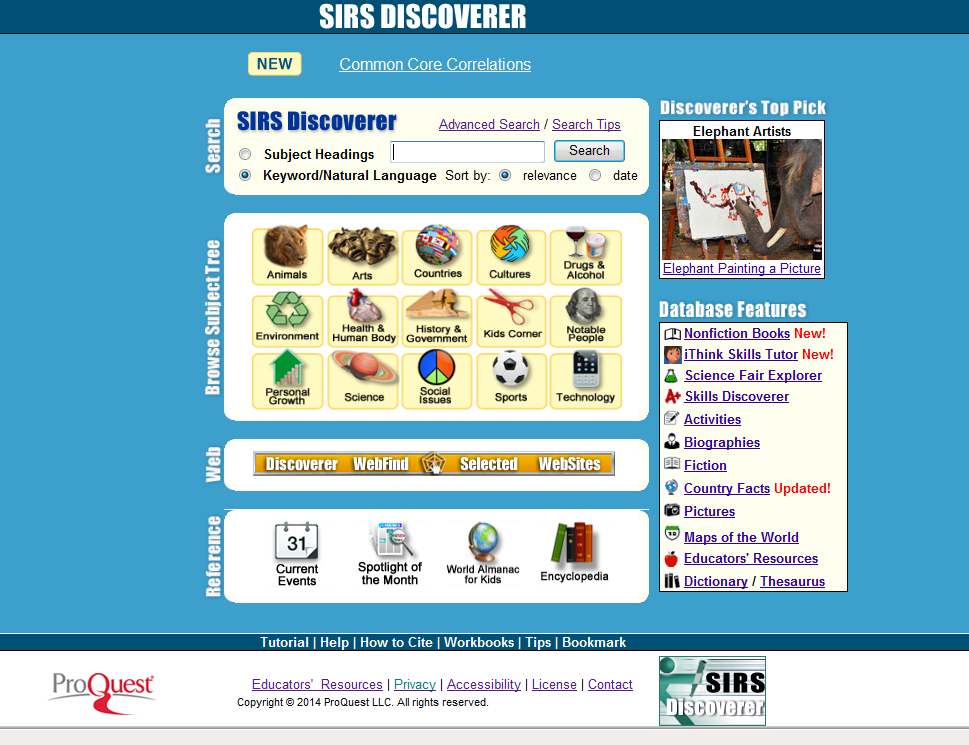 SIRS DISCOVERER
NEW
Common Core Correlations
Search
SIRS Discoverer
Advanced Search / Search Tips
Subject Headings
Search
Keyword/Natural Language Sort by: relevance date
Browse Subject Tree
Animals
Arts
Countries
Cultures
Drugs &
Alcohol
Environment
Health &
Human Body
History &
Government
Kids Corner
Notable
People
Personal
Growth
Science
Social
Issues
Sports
Technology
Web
Discoverer WebFind Selected WebSites
Reference
31
Current
Events
NEWS
Spotlight of
the Month
World Almanac
for Kids
Encyclopedia
Discoverer's Top Pick
Elephant Artists
Elephant Painting a Picture
Database Features
Nonfiction Books New!
iThink Skills Tutor New!
Science Fair Explorer
A+ Skills Discoverer
Activities
Biographies
Fiction
Country Facts Updated!
Pictures
Maps of the World
Educators' Resources
Dictionary / Thesaurus
Tutorial | Help | How to Cite | Workbooks | Tips | Bookmark
ProQuest
Educators' Resources | Privacy | Accessibility | License | Contact
Copyright © 2014 ProQuest LLC. All rights reserved.
SIRS
Discoverer